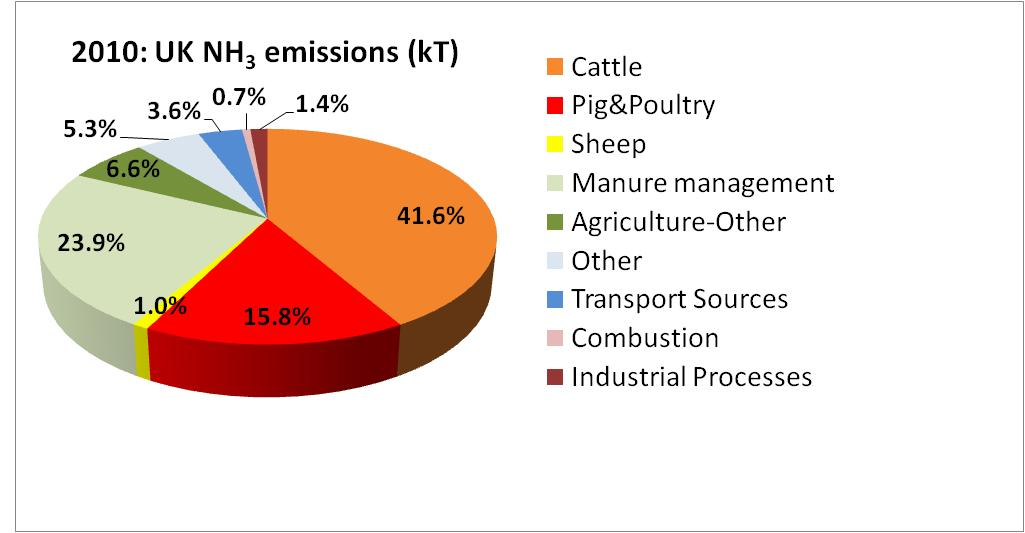 2010: UK NH₃ emissions (kT)
0.7%
1.4%
3.6%
5.3%
6.6%
41.6%
23.9%
1.0%
15.8%
Cattle
Pig&Poultry
Sheep
Manure management
Agriculture-Other
Other
Transport Sources
Combustion
Industrial Processes